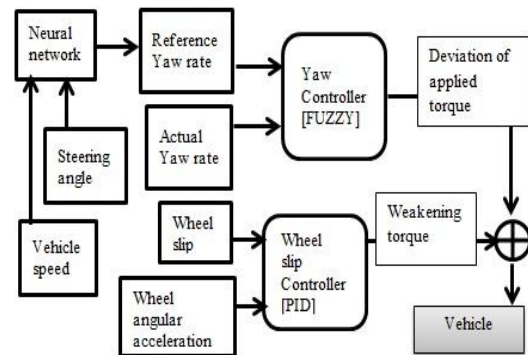 Neural
network
Reference
Yaw rate
Yaw
Controller
[FUZZY]
Deviation of
applied
torque
Steering
angle
Actual
Yaw rate
Vehicle
speed
Wheel
slip
Wheel
slip
Controller
[PID]
Weakening
torque
Wheel
angular
acceleration
Vehicle